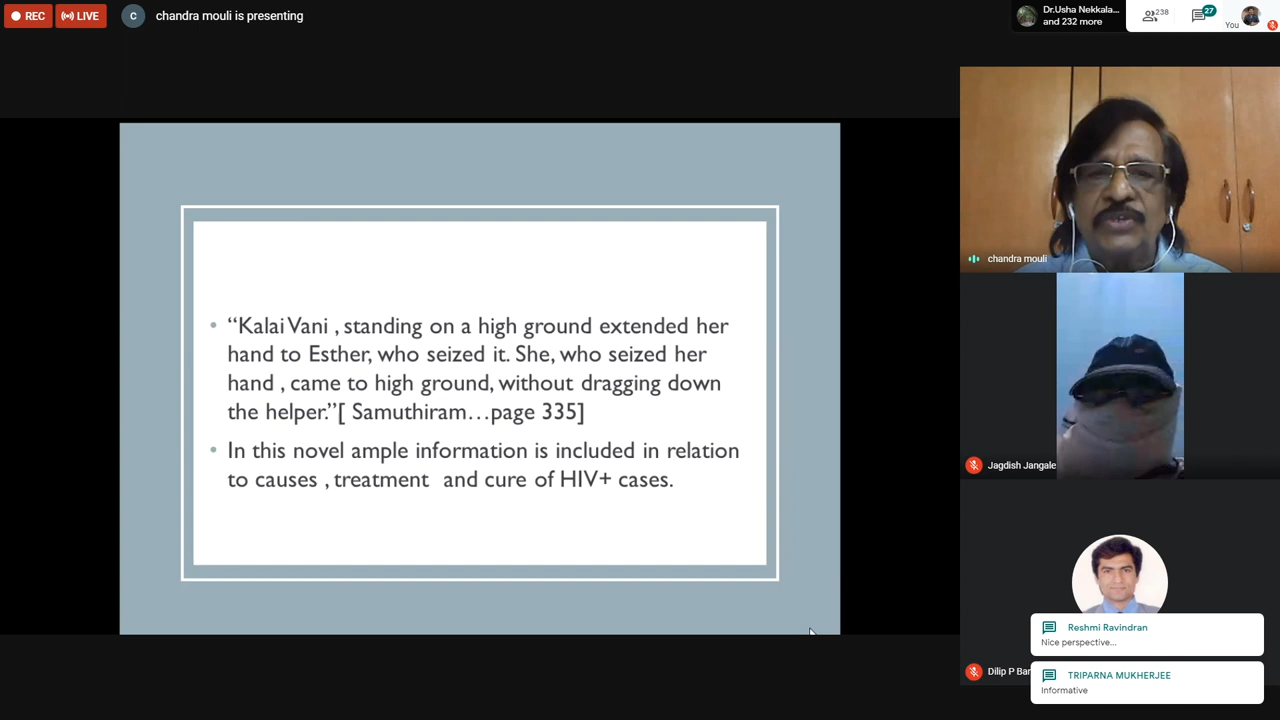 REC
LIVE
C
chandra mouli is presenting
Dr.Usha Nekkala...
and 232 more
238
27
You
“Kalai Vani , standing on a high ground extended her
hand to Esther, who seized it. She, who seized her
hand , came to high ground, without dragging down
the helper.”[ Samuthiram…page 335]
In this novel ample information is included in relation
to causes , treatment and cure of HIV+ cases.
chandra mouli
Jagdish Jangale
Dilip P Bar
Reshmi Ravindran
Nice perspective...
TRIPARNA MUKHERJEE
Informative